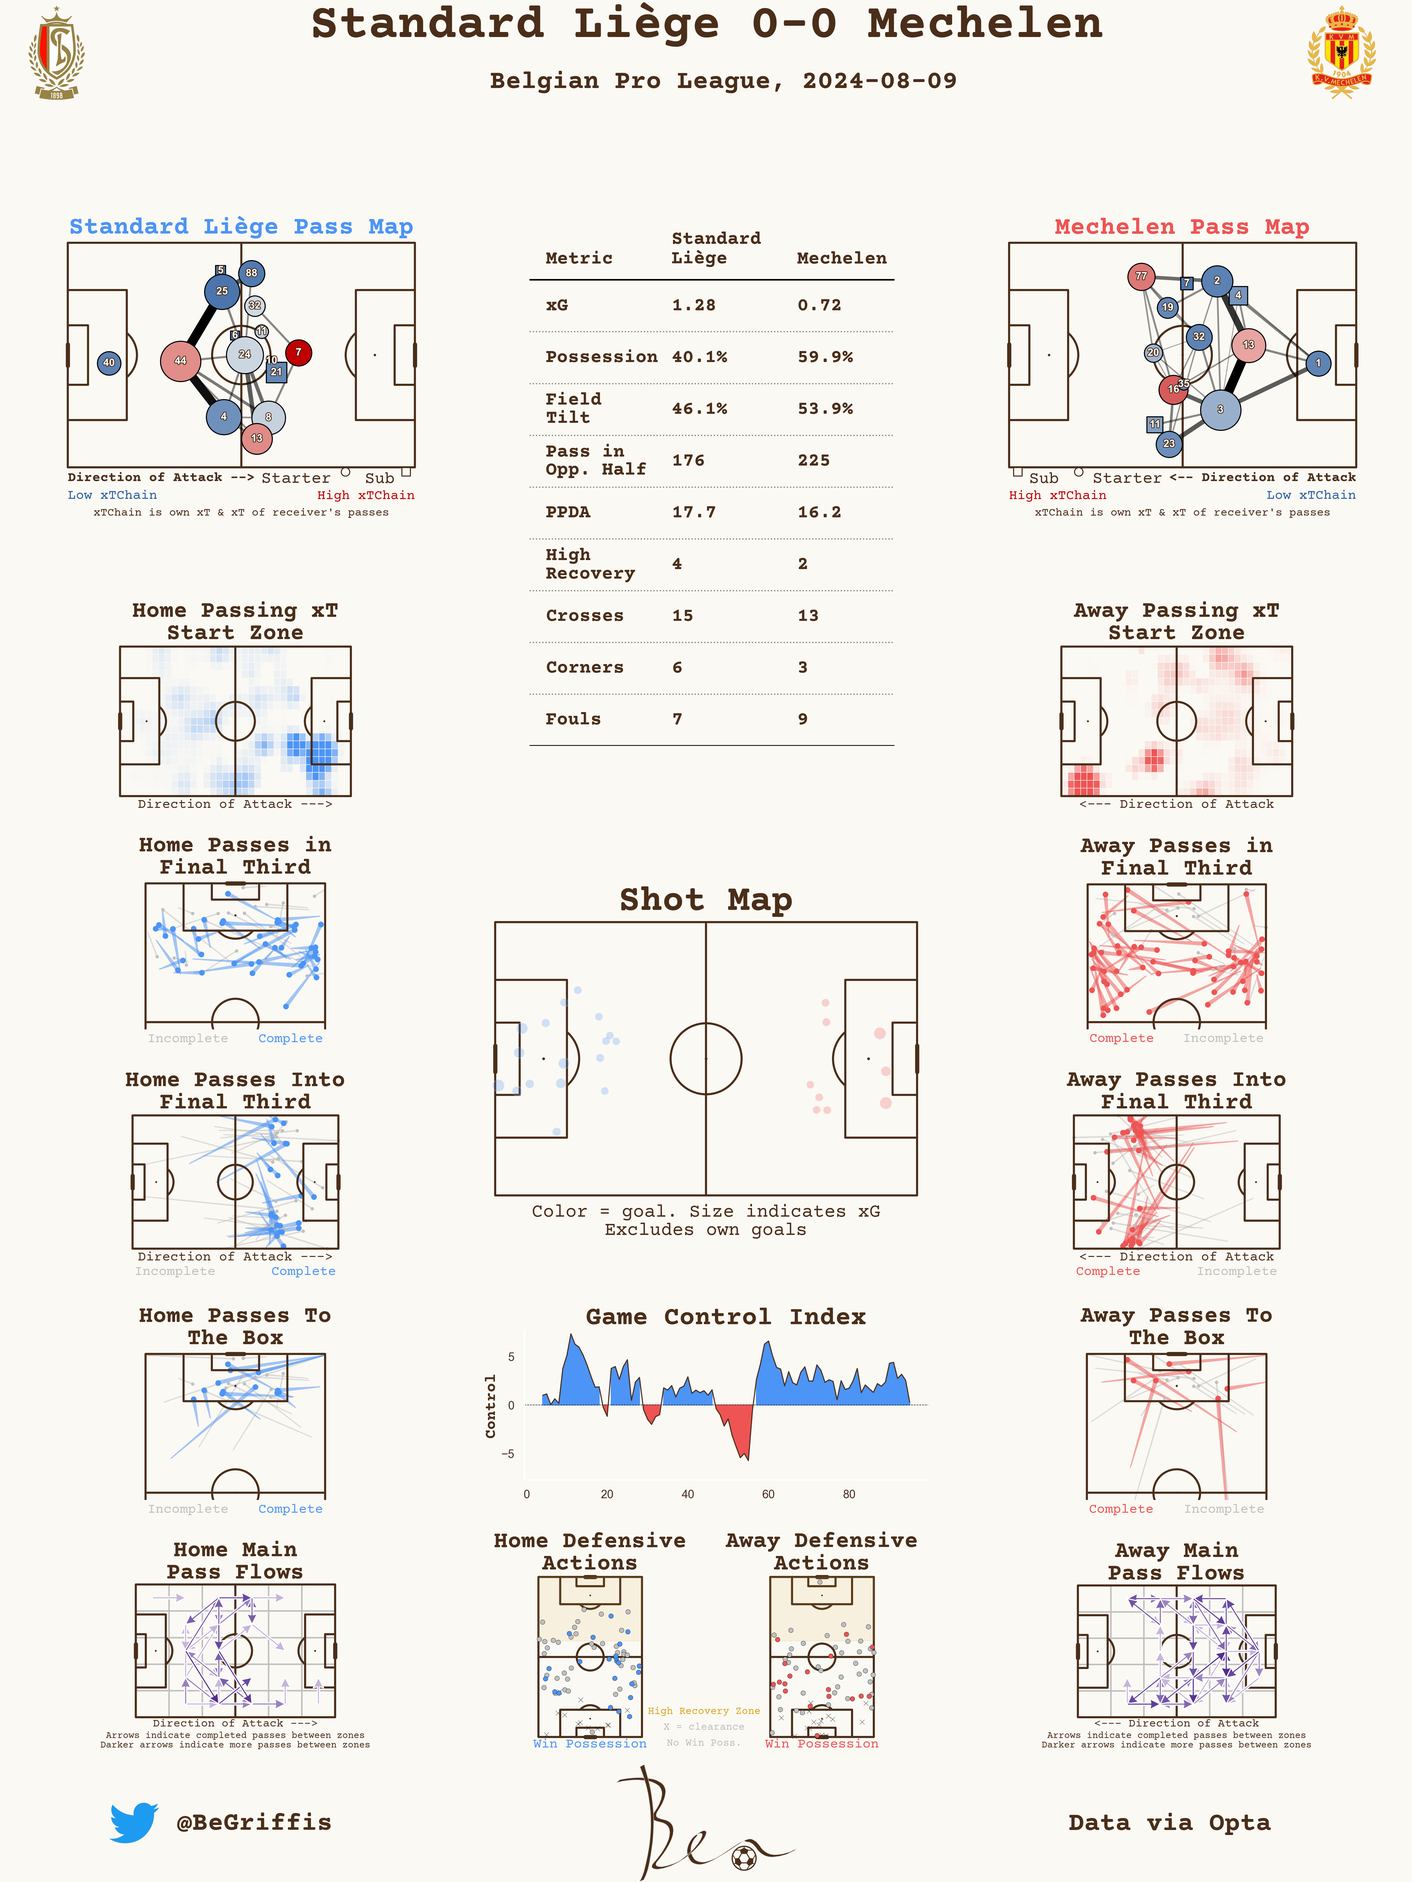 Standard Liège 0-0 Mechelen
Belgian Pro League, 2024-08-09
1898
KVM
1904
K.V. MECHELEN
Standard Liège Pass Map
5
88
25
32
11
6
24
10
7
21
44
40
4
8
13
Direction of Attack --> Starter Sub
Low xTChain High xTChain
xTChain is own xT & xT of receiver's passes
Metric Standard Liège Mechelen
xG 1.28 0.72
Possession 40.1% 59.9%
Field Tilt 46.1% 53.9%
Pass in Opp. Half 176 225
PPDA 17.7 16.2
High Recovery 4 2
Crosses 15 13
Corners 6 3
Fouls 7 9
Mechelen Pass Map
77
7
2
4
19
32
13
20
1
35
16
3
11
23
Sub Starter <-- Direction of Attack
High xTChain Low xTChain
xTChain is own xT & xT of receiver's passes
Home Passing xT
Start Zone
Direction of Attack --->
Away Passing xT
Start Zone
<--- Direction of Attack
Home Passes in
Final Third
Incomplete Complete
Away Passes in
Final Third
Complete Incomplete
Shot Map
Color = goal. Size indicates xG
Excludes own goals
Home Passes Into
Final Third
Direction of Attack --->
Incomplete Complete
Away Passes Into
Final Third
<--- Direction of Attack
Complete Incomplete
Home Passes To
The Box
Incomplete Complete
Game Control Index
Control
5
0
−5
0 20 40 60 80
Away Passes To
The Box
Complete Incomplete
Home Main
Pass Flows
Direction of Attack --->
Arrows indicate completed passes between zones
Darker arrows indicate more passes between zones
Home Defensive
Actions
Win Possession
High Recovery Zone
X = clearance
No Win Poss.
Away Defensive
Actions
Win Possession
Away Main
Pass Flows
<--- Direction of Attack
Arrows indicate completed passes between zones
Darker arrows indicate more passes between zones
@BeGriffis
Ben
Data via Opta